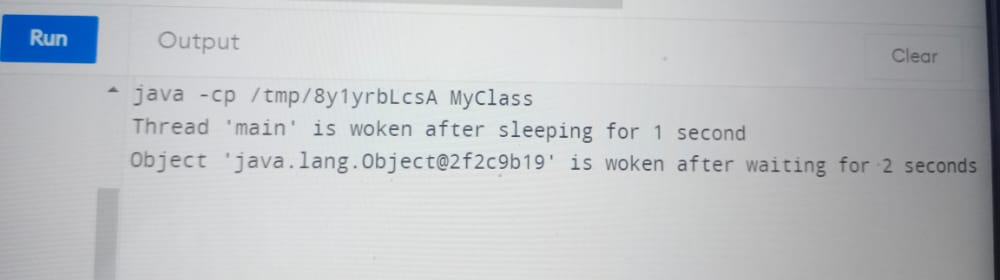 Run Output Clear
java -cp /tmp/8y1yrbLcsA MyClass
Thread 'main' is woken after sleeping for 1 second
Object 'java.lang.Object@2f2c9b19' is woken after waiting for 2 seconds